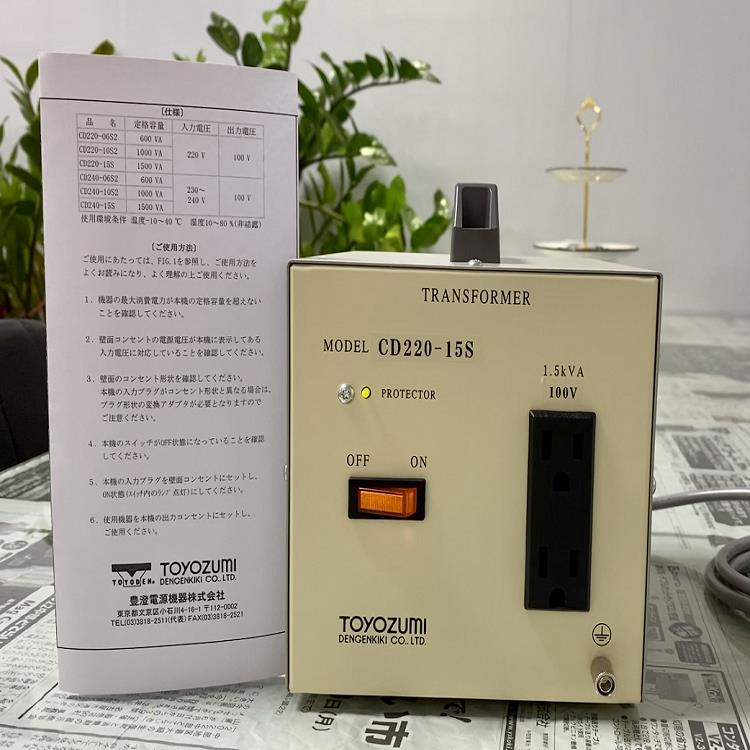 〔仕様〕
品 名 定格容量 入力電圧 出力電圧
CD220-06S2 600 VA 220 V 100 V
CD220-10S2 1000 VA
CD220-15S 1500 VA
CD240-06S2 600 VA 230~240 V 100 V
CD240-10S2 1000 VA
CD240-15S 1500 VA
使用環境条件 温度-10~40 ℃ 湿度10~80 %(非結露)
〔ご使用方法〕
ご使用にあたっては、FIG.1を参照し、ご使用方法を
よくお読みになり、よく理解の上ご使用ください。
1. 機器の最大消費電力が本機の定格容量を超えない
ことを確認してください。
2. 壁面コンセントの電源電圧が本機に表示してある
入力電圧に対応していることを確認してください。
3. 壁面のコンセント形状を確認してください。
本機の入力プラグがコンセント形状と異なる場合は、
プラグ形状の変換アダプタが必要となりますので
ご注意ください。
4. 本機のスイッチがOFF状態になっていることを確認
してください。
5. 本機の入力プラグを壁面コンセントにセットし、
ON状態(スイッチ内のランプ点灯)にしてください。
6. 使用機器を本機の出力コンセントにセットし、
ご使用ください。
TOYODEN®
TOYOZUMI
DENGENKIKI CO.,LTD.
豊澄電源機器株式会社
東京都文京区小石川4-16-1 〒112-0002
TEL(03)3818-2511(代表) FAX(03)3818-2521
TRANSFORMER
MODEL CD220-15S
PROTECTOR
1.5kVA
100V
OFF ON
TOYOZUMI
DENGENKIKI CO.,LTD.